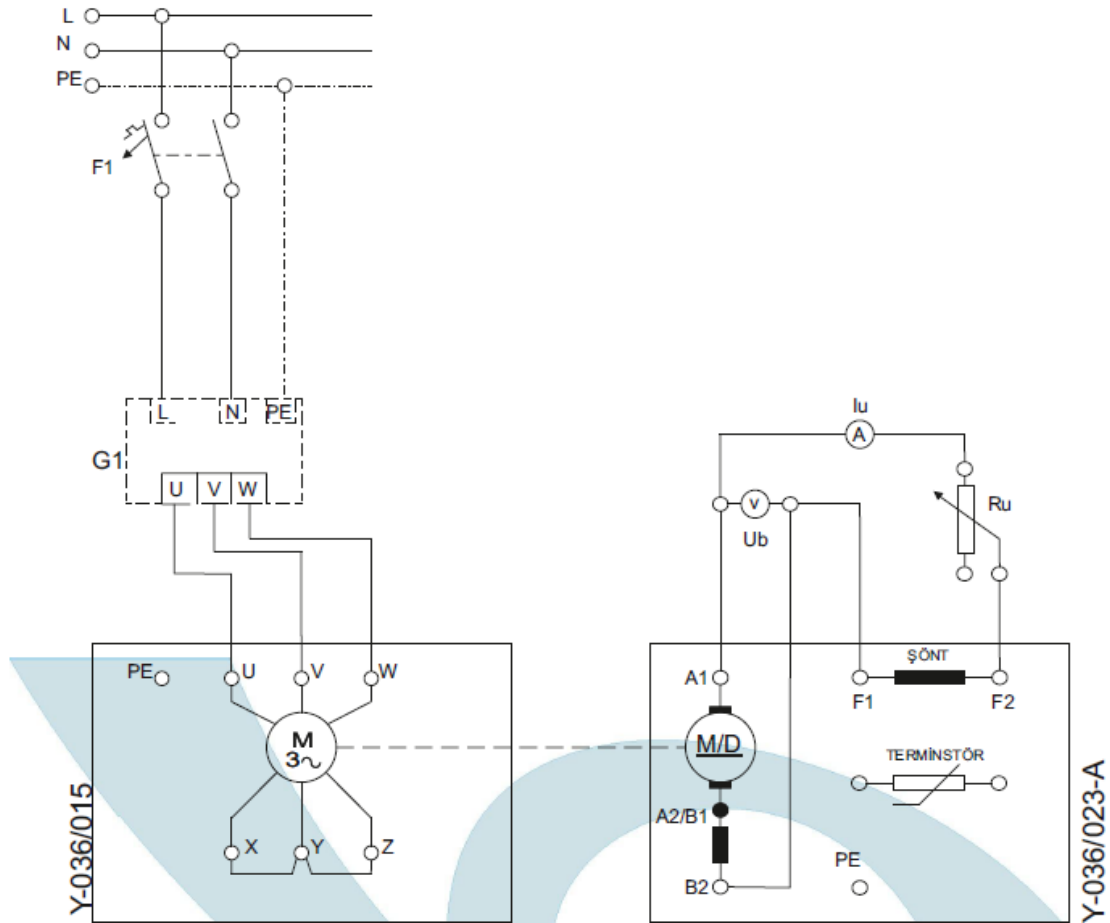 L
N
PE
F1
L N PE
G1
U V W
Iu
A
Ru
v
Ub
PE U V W
M
3~
X Y Z
Y-036/015
ŞÖNT
A1 F1 F2
M/D
TERMİNSTÖR
A2/B1
B2 PE
Y-036/023-A